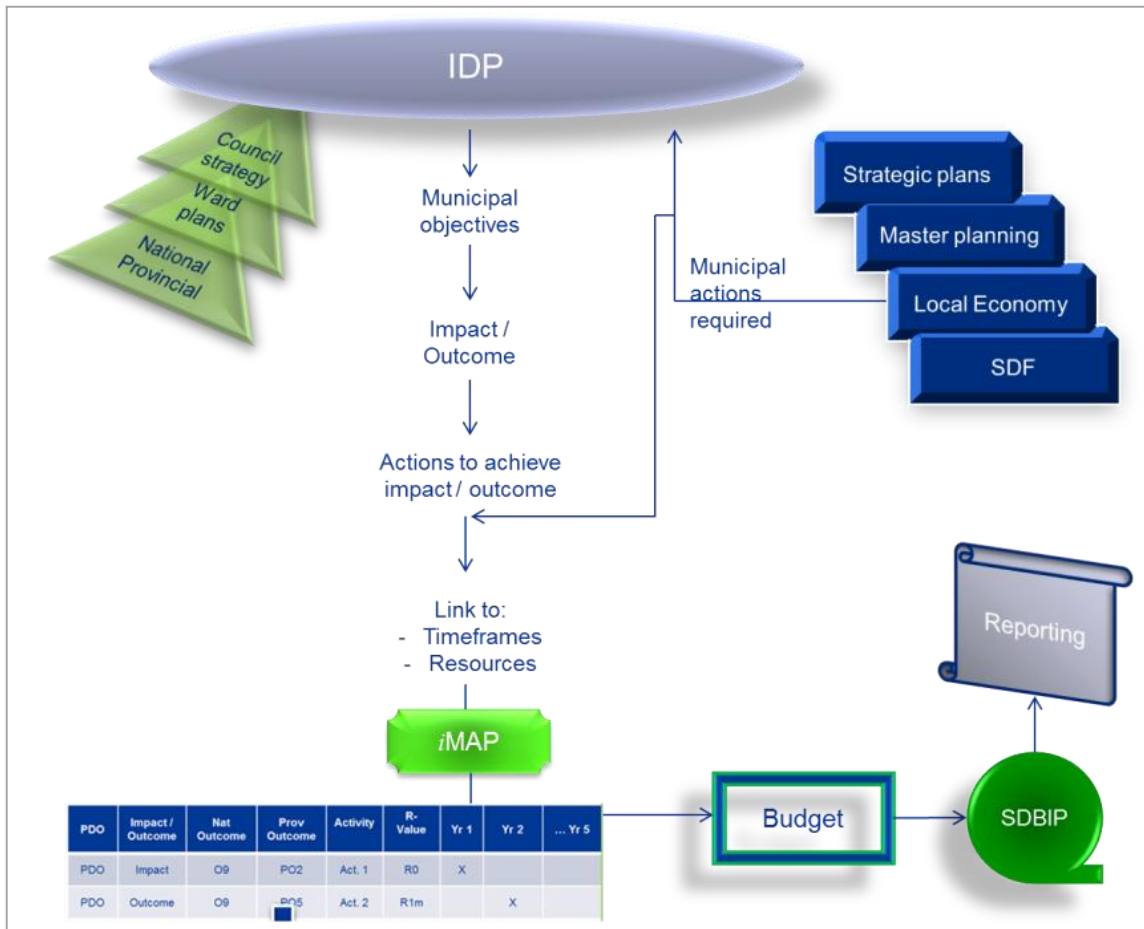 IDP
Council
strategy
Ward
plans
National
Provincial
Municipal
objectives
Impact /
Outcome
Actions to achieve
impact / outcome
Municipal
actions
required
Strategic plans
Master planning
Local Economy
SDF
Link to:
- Timeframes
- Resources
iMAP
PDO Impact / Outcome Nat Outcome Prov Outcome Activity R-Value Yr 1 Yr 2 ... Yr 5
PDO Impact O9 PO2 Act. 1 R0 X
PDO Outcome O9 PO5 Act. 2 R1m X
Budget
SDBIP
Reporting